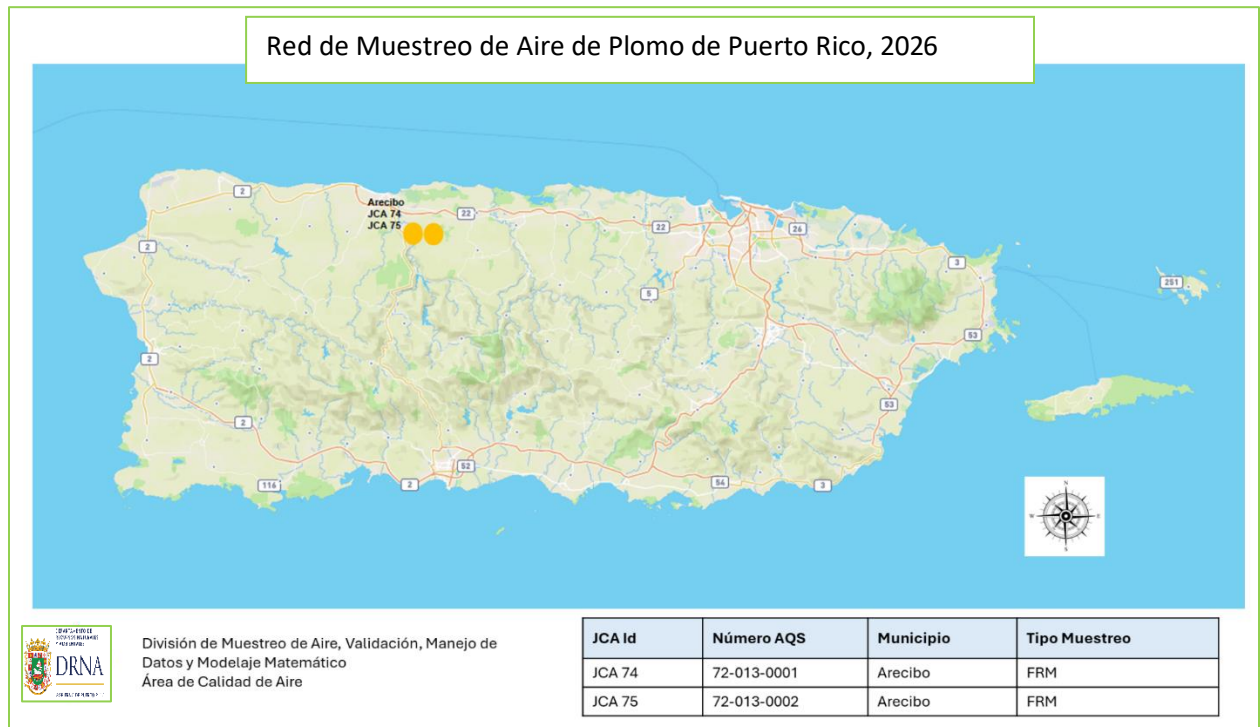 Red de Muestreo de Aire de Plomo de Puerto Rico, 2026
2
22
Arecibo
JCA 74
JCA 75
22
26
2
3
251
5
53
2
53
2
52
116
2
54
3
N
W
E
S
DRNA
División de Muestreo de Aire, Validación, Manejo de
Datos y Modelaje Matemático
Área de Calidad de Aire
JCA Id Número AQS Municipio Tipo Muestreo
JCA 74 72-013-0001 Arecibo FRM
JCA 75 72-013-0002 Arecibo FRM